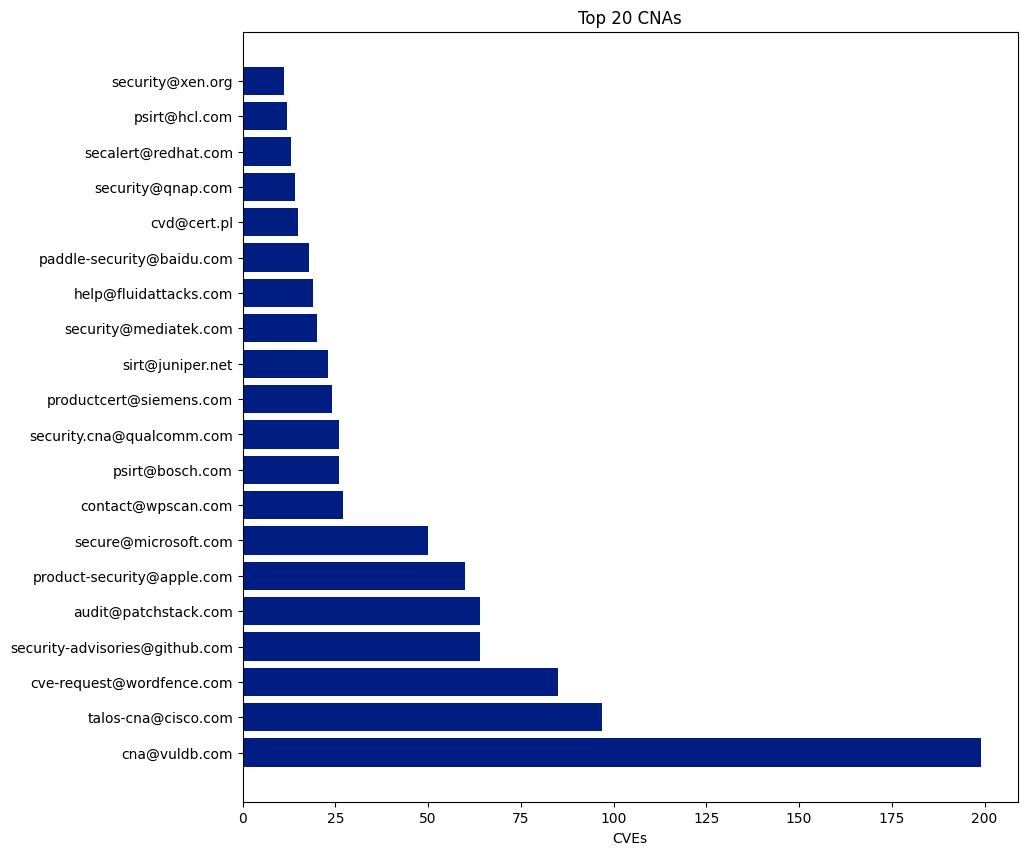 Top 20 CNAs
security@xen.org
psirt@hcl.com
secalert@redhat.com
security@qnap.com
cvd@cert.pl
paddle-security@baidu.com
help@fluidattacks.com
security@mediatek.com
sirt@juniper.net
productcert@siemens.com
security.cna@qualcomm.com
psirt@bosch.com
contact@wpscan.com
secure@microsoft.com
product-security@apple.com
audit@patchstack.com
security-advisories@github.com
cve-request@wordfence.com
talos-cna@cisco.com
cna@vuldb.com
0 25 50 75 100 125 150 175 200
CVEs